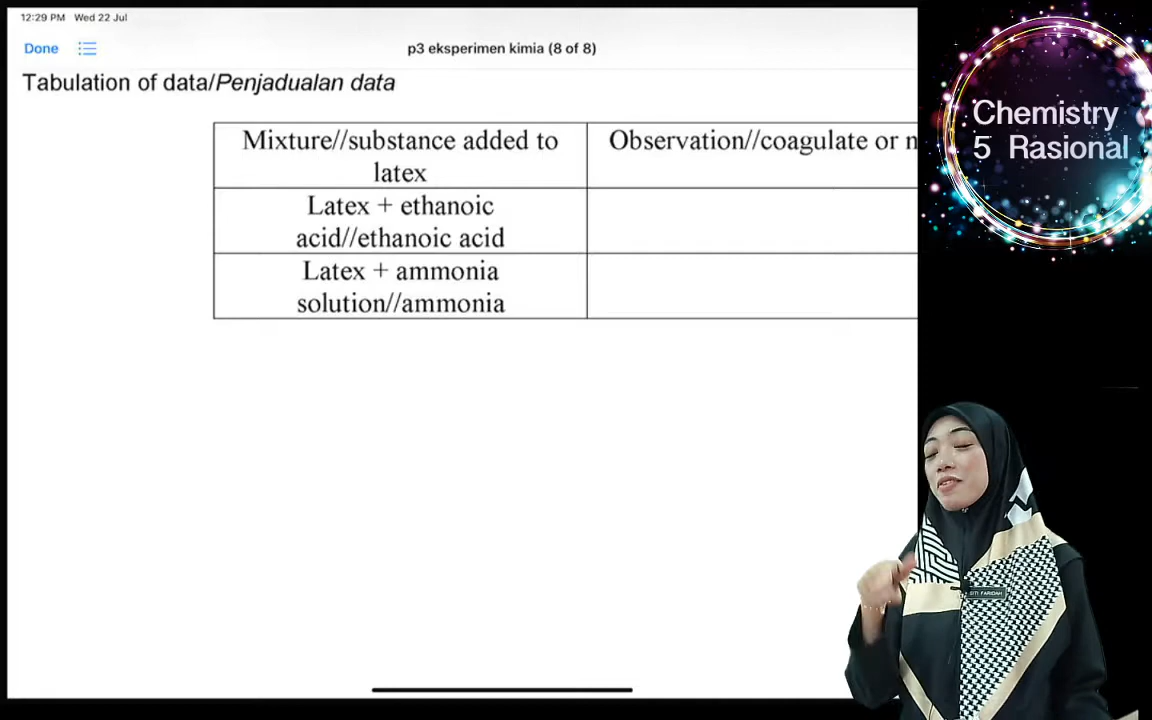 12:29 PM Wed 22 Jul
Done
p3 eksperimen kimia (8 of 8)
Tabulation of data/Penjadualan data
Mixture//substance added to
latex
Observation//coagulate or n
Latex + ethanoic
acid//ethanoic acid
Latex + ammonia
solution//ammonia
Chemistry
5 Rasional
SITI FARIDAH